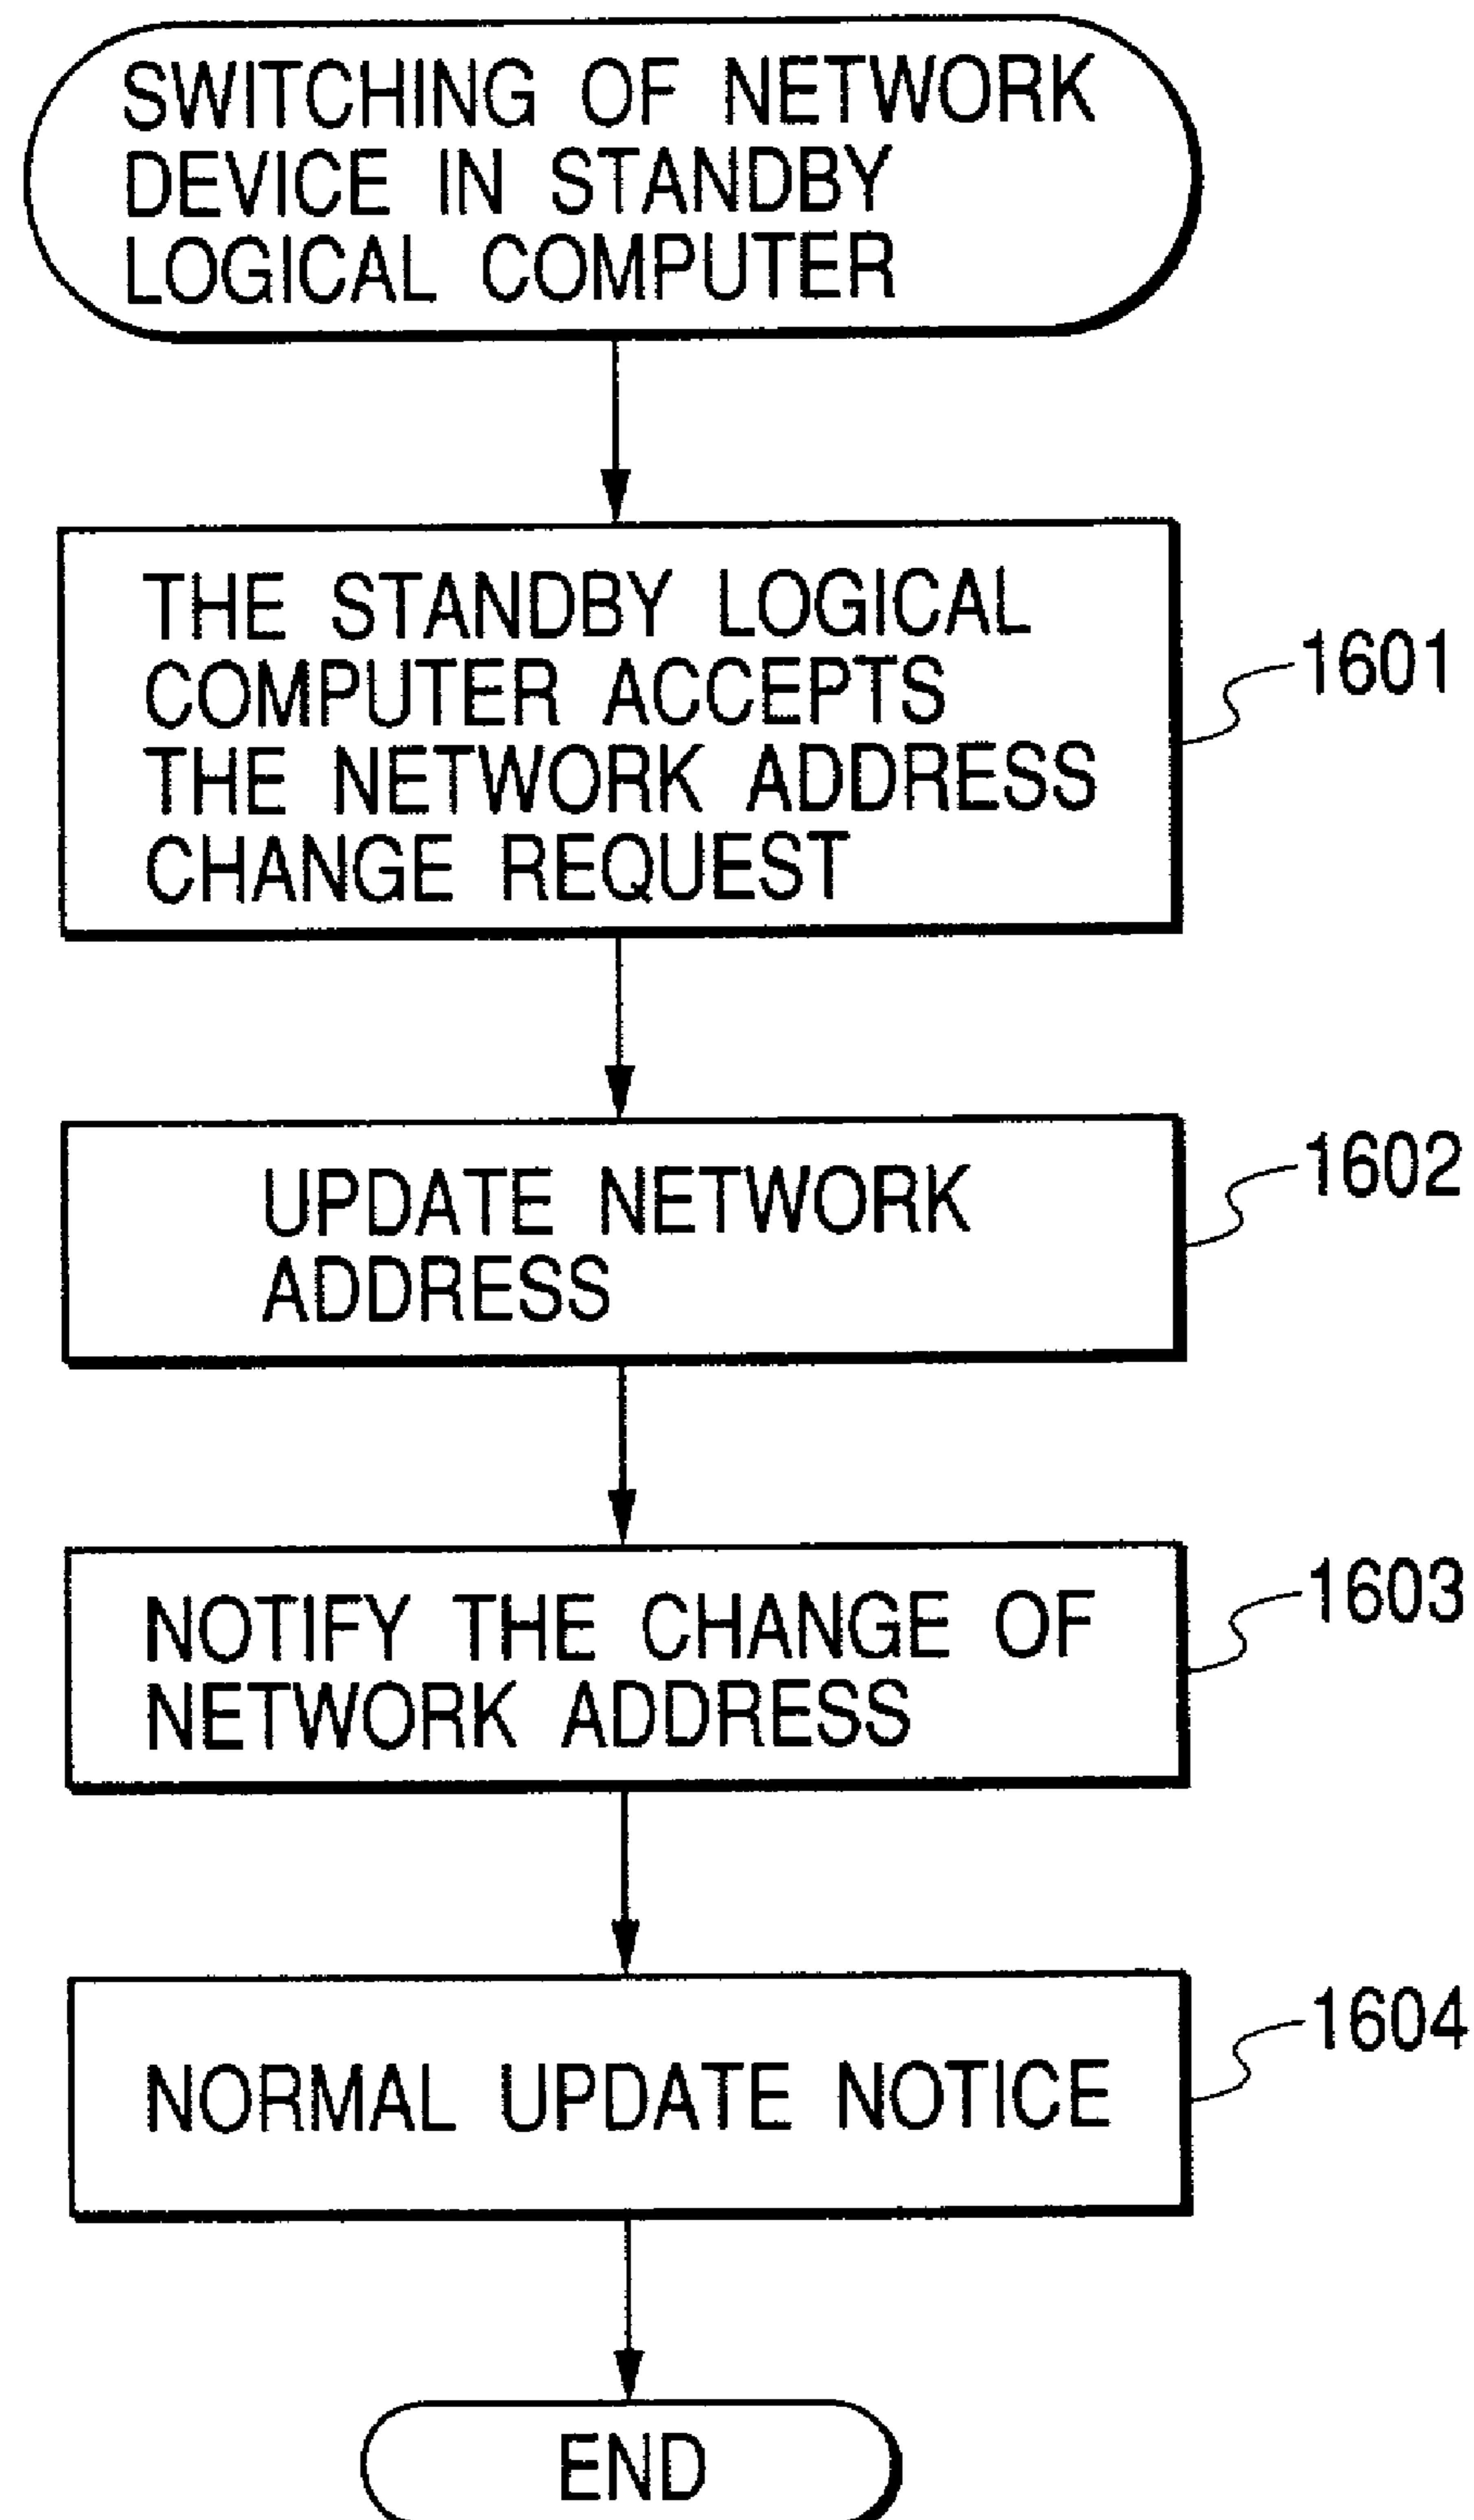 SWITCHING OF NETWORK
DEVICE IN STANDBY
LOGICAL COMPUTER
THE STANDBY LOGICAL
COMPUTER ACCEPTS
THE NETWORK ADDRESS
CHANGE REQUEST
1601
UPDATE NETWORK
ADDRESS
1602
NOTIFY THE CHANGE OF
NETWORK ADDRESS
1603
NORMAL UPDATE NOTICE
1604
END